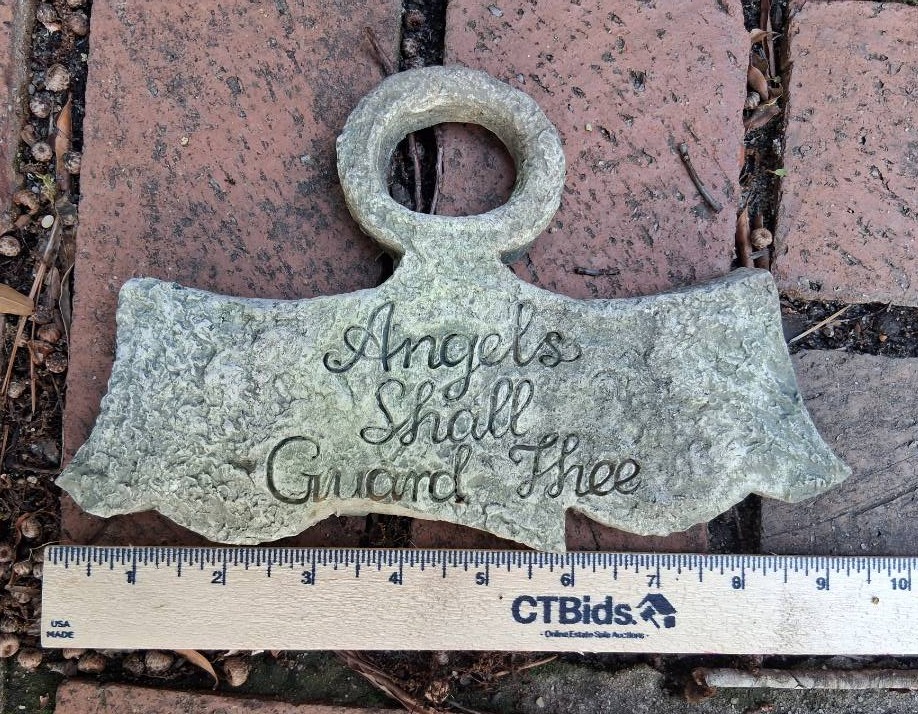 Angels
Shall
Guard Thee
1 2 3 4 5 6 7 8 9 10
CTBids.
- Online Estate Sale Auctions -
USA
MADE